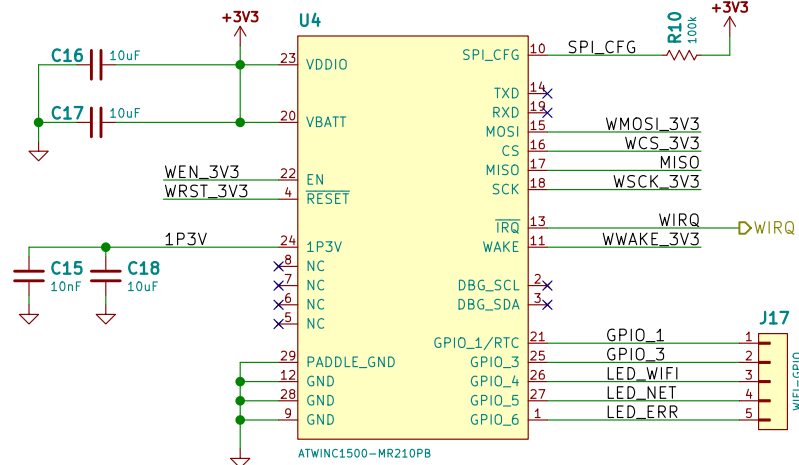 +3V3
U4
+3V3
C16 10uF
23 VDDIO
SPI_CFG 10 SPI_CFG
R10 100k
C17 10uF
20 VBATT
TXD 14
RXD 19
MOSI 15 WMOSI_3V3
CS 16 WCS_3V3
MISO 17 MISO
SCK 18 WSCK_3V3
WEN_3V3 22 EN
WRST_3V3 4 RESET
IRQ 13 WIRQ WIRQ
WAKE 11 WWAKE_3V3
1P3V 24 1P3V
C15 10nF
C18 10uF
8 NC
7 NC
6 NC
5 NC
DBG_SCL 2
DBG_SDA 3
J17
GPIO_1/RTC 21 GPIO_1 1
GPIO_3 25 GPIO_3 2
GPIO_4 26 LED_WIFI 3
GPIO_5 27 LED_NET 4
GPIO_6 1 LED_ERR 5
WIFI-GPIO
29 PADDLE_GND
12 GND
28 GND
9 GND
ATWINC1500-MR210PB